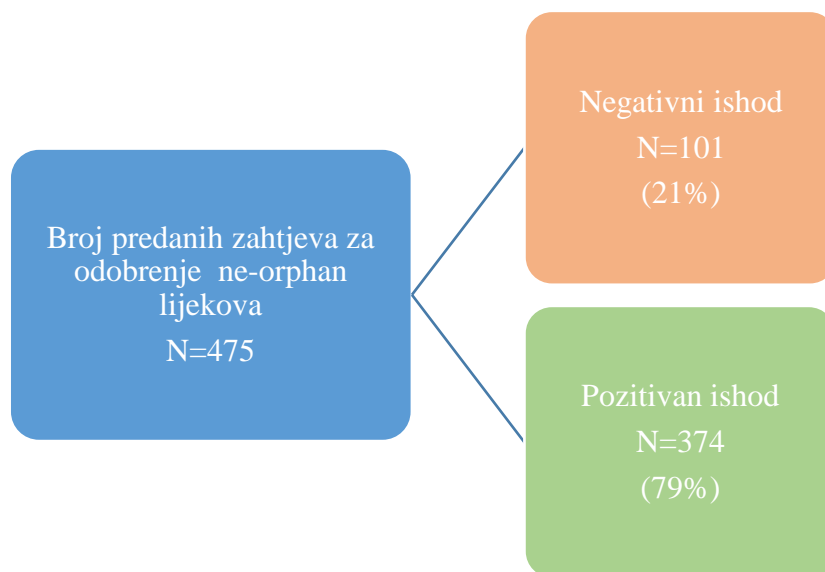 Broj predanih zahtjeva za
odobrenje ne-orphan
lijekova
N=475
Negativni ishod
N=101
(21%)
Pozitivan ishod
N=374
(79%)